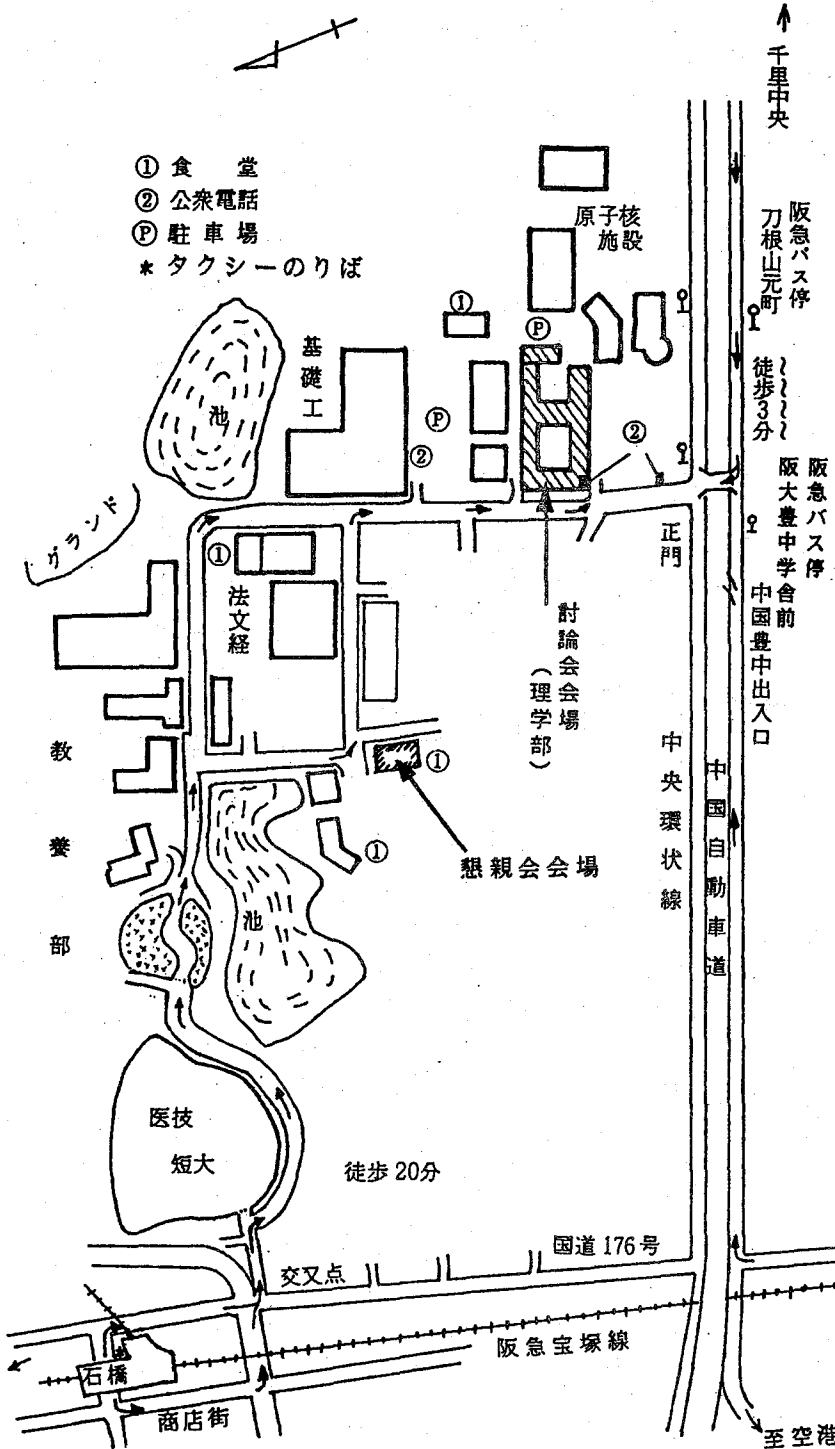 千里中央
① 食　堂
② 公衆電話
Ⓟ 駐車場
* タクシーのりば
原子核
施設
阪急バス停
刀根山元町
徒歩3分
阪急バス停
阪大豊中学舎前
中国豊中出入口
①
Ⓟ
基礎工
池
Ⓟ
②
②
グランド
正門
①
法文経
討論会会場
(理学部)
中央環状線
中国自動車道
教養部
①
懇親会会場
①
池
医技
短大
徒歩 20分
国道 176号
交叉点
阪急宝塚線
石橋
*
商店街
至空港